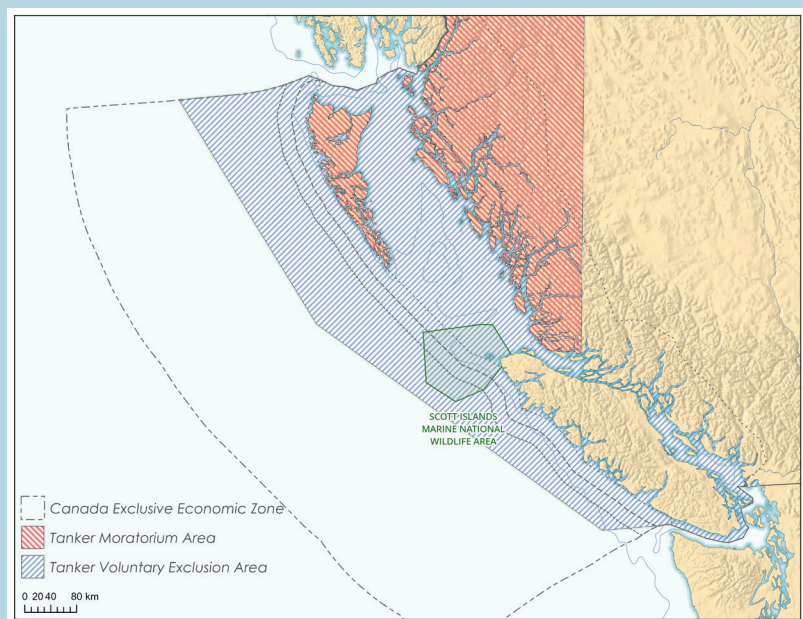 SCOTT ISLANDS
MARINE NATIONAL
WILDLIFE AREA
Canada Exclusive Economic Zone
Tanker Moratorium Area
Tanker Voluntary Exclusion Area
0 20 40 80 km